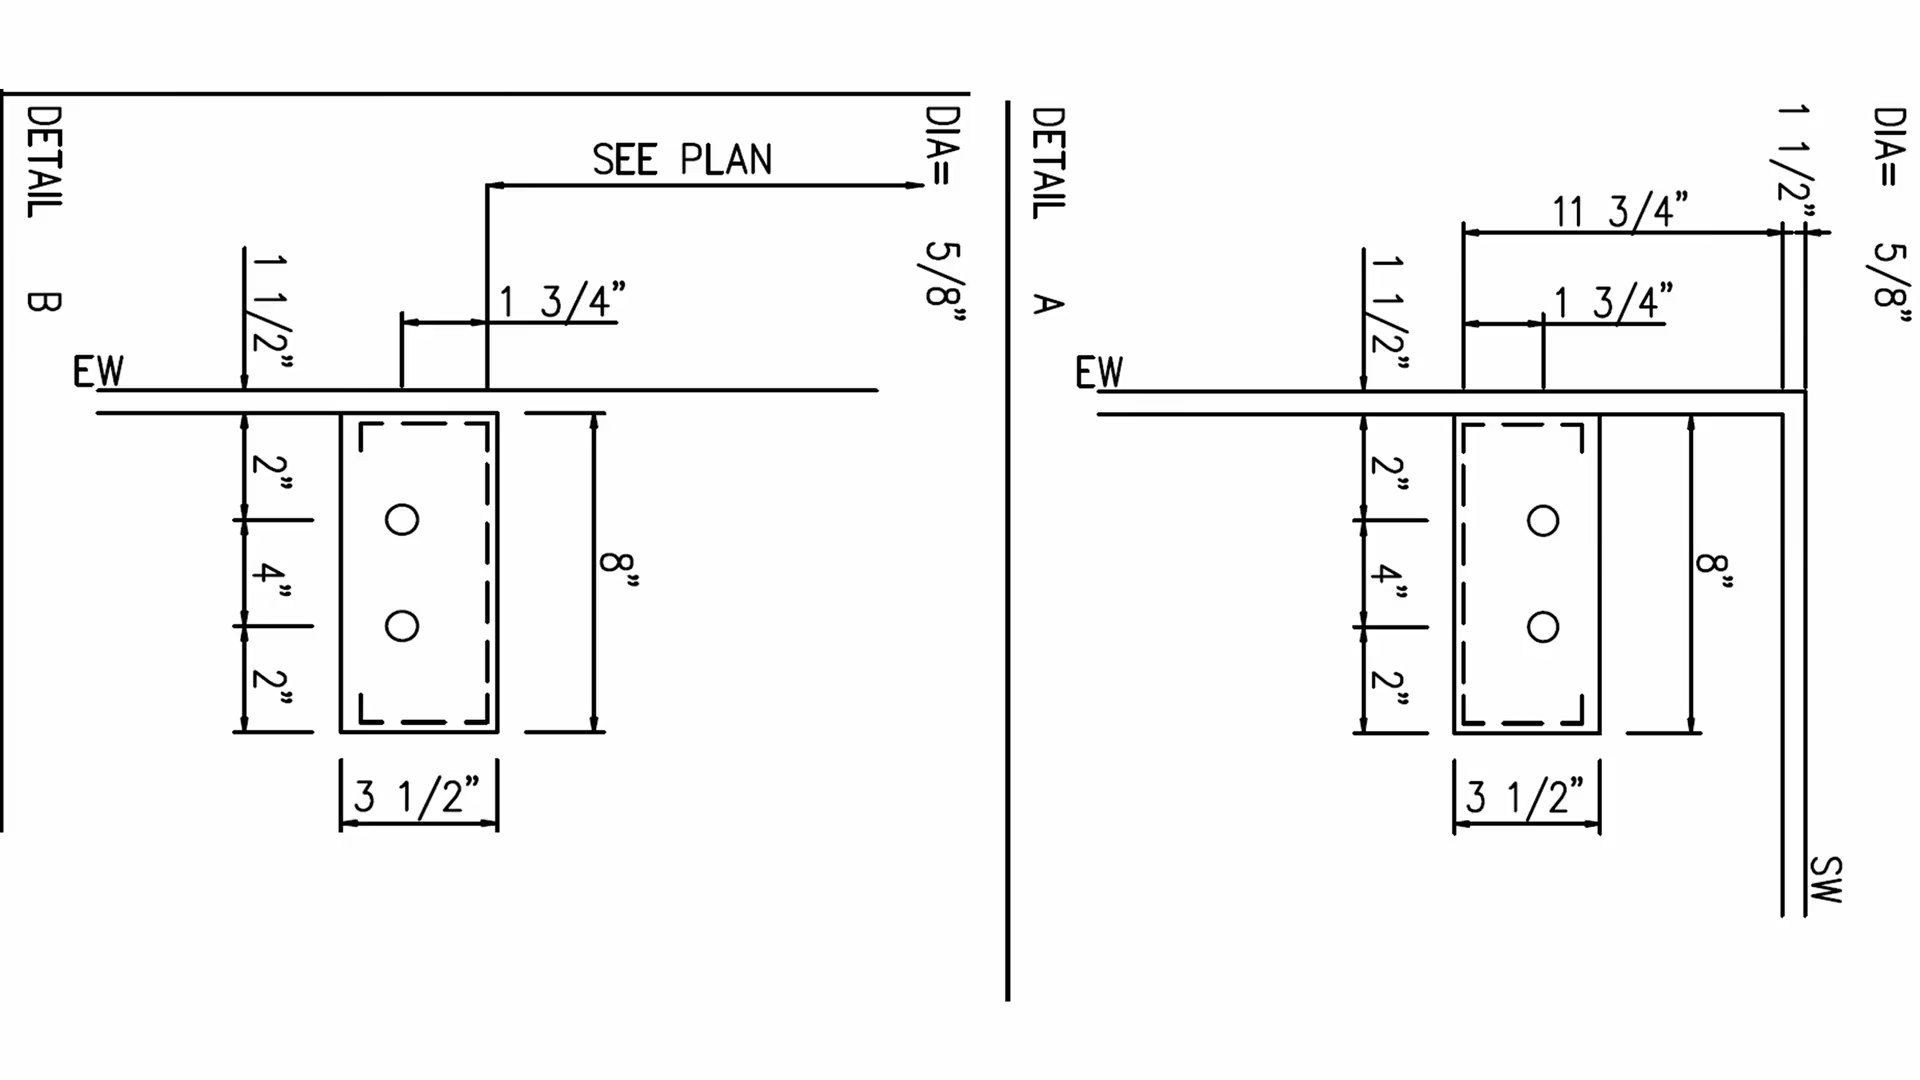 DETAIL B
SEE PLAN
DIA= 5/8”
1 1/2”
1 3/4”
EW
2”
4”
2”
8”
3 1/2”
DETAIL A
1 1/2”
DIA= 5/8”
11 3/4”
1 1/2”
1 3/4”
EW
2”
4”
2”
8”
3 1/2”
SW